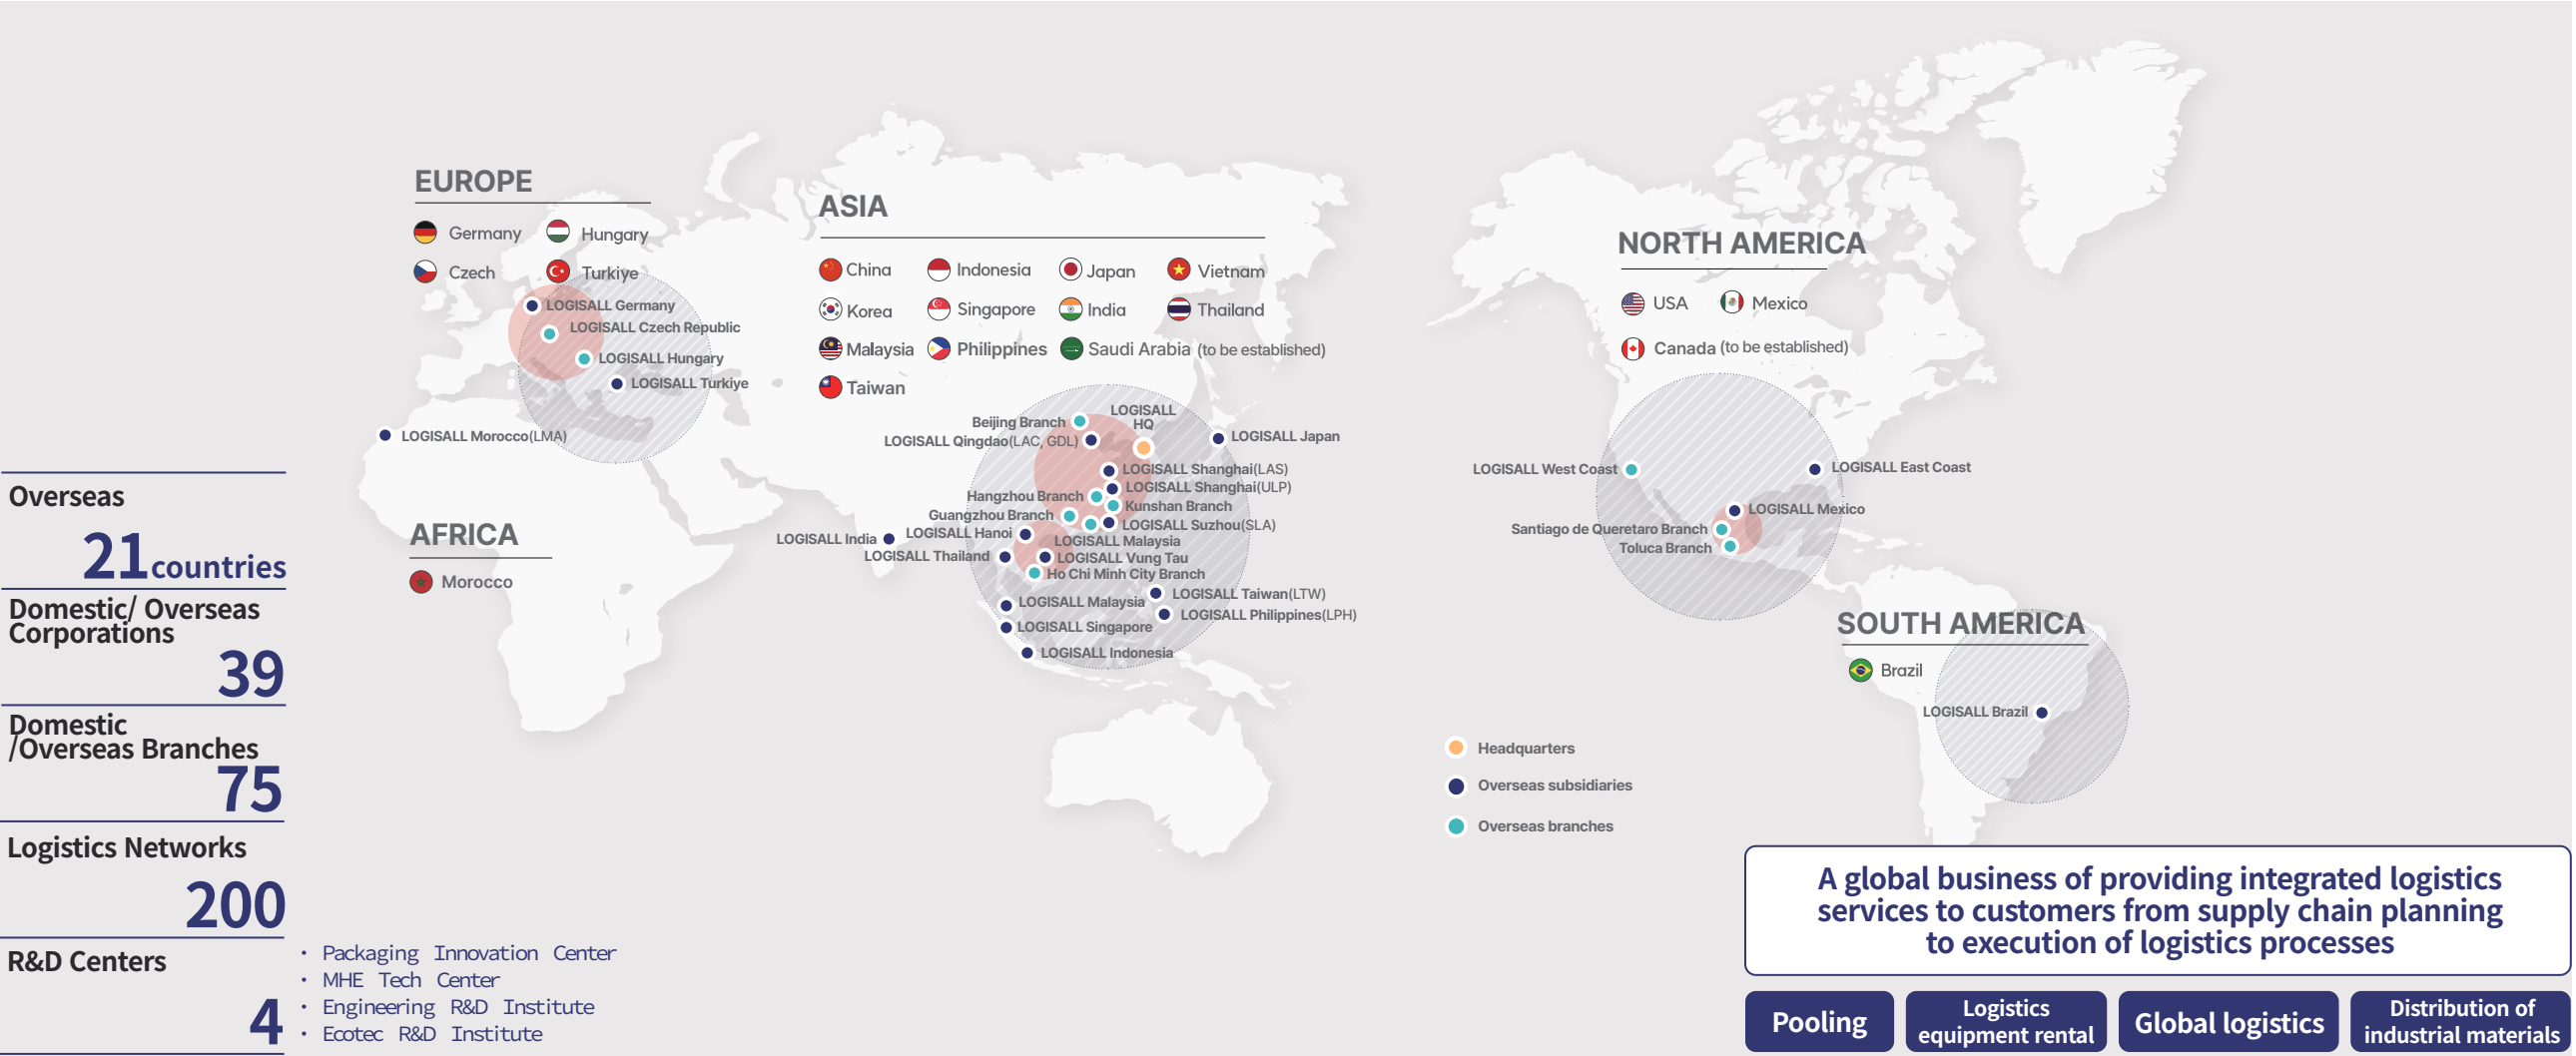 EUROPE
Germany
Hungary
Czech
Turkiye
LOGISALL Germany
LOGISALL Czech Republic
LOGISALL Hungary
LOGISALL Turkiye
LOGISALL Morocco(LMA)
AFRICA
Morocco
ASIA
China
Indonesia
Japan
Vietnam
Korea
Singapore
India
Thailand
Malaysia
Philippines
Saudi Arabia (to be established)
Taiwan
Beijing Branch
LOGISALL
HQ
LOGISALL Qingdao(LAC, GDL)
LOGISALL Japan
LOGISALL Shanghai(LAS)
LOGISALL Shanghai(ULP)
Hangzhou Branch
Kunshan Branch
Guangzhou Branch
LOGISALL Suzhou(SLA)
LOGISALL India
LOGISALL Hanoi
LOGISALL Malaysia
LOGISALL Thailand
LOGISALL Vung Tau
Ho Chi Minh City Branch
LOGISALL Taiwan(LTW)
LOGISALL Malaysia
LOGISALL Philippines(LPH)
LOGISALL Singapore
LOGISALL Indonesia
NORTH AMERICA
USA
Mexico
Canada (to be established)
LOGISALL West Coast
LOGISALL East Coast
LOGISALL Mexico
Santiago de Queretaro Branch
Toluca Branch
SOUTH AMERICA
Brazil
LOGISALL Brazil
Headquarters
Overseas subsidiaries
Overseas branches
Overseas
21 countries
Domestic/ Overseas
Corporations
39
Domestic
/Overseas Branches
75
Logistics Networks
200
R&D Centers
4
· Packaging Innovation Center
· MHE Tech Center
· Engineering R&D Institute
· Ecotec R&D Institute
A global business of providing integrated logistics
services to customers from supply chain planning
to execution of logistics processes
Pooling
Logistics
equipment rental
Global logistics
Distribution of
industrial materials